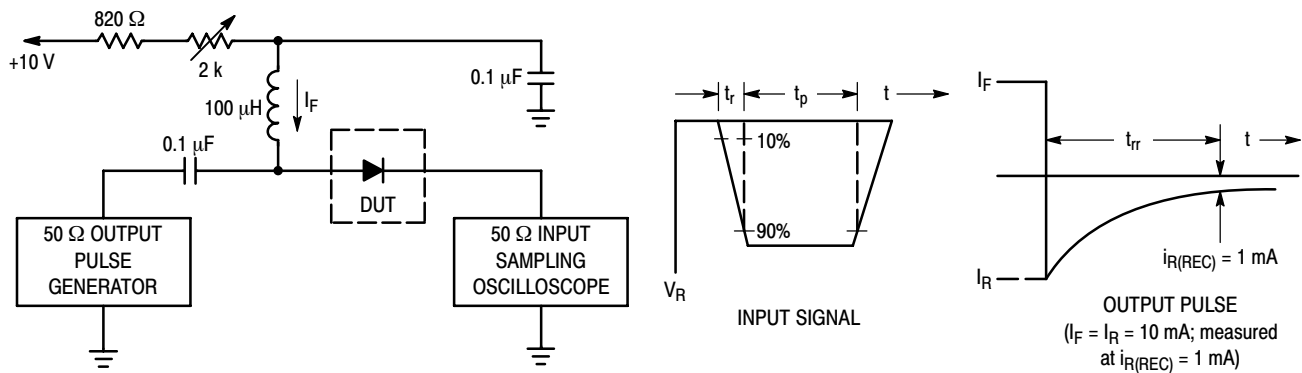 820 Ω
+10 V
2 k
100 μH
I_F
0.1 μF
0.1 μF
DUT
50 Ω OUTPUT
PULSE
GENERATOR
50 Ω INPUT
SAMPLING
OSCILLOSCOPE
t_r
t_p
t
10%
90%
V_R
INPUT SIGNAL
I_F
t_rr
t
i_R(REC) = 1 mA
I_R
OUTPUT PULSE
(I_F = I_R = 10 mA; measured
at i_R(REC) = 1 mA)